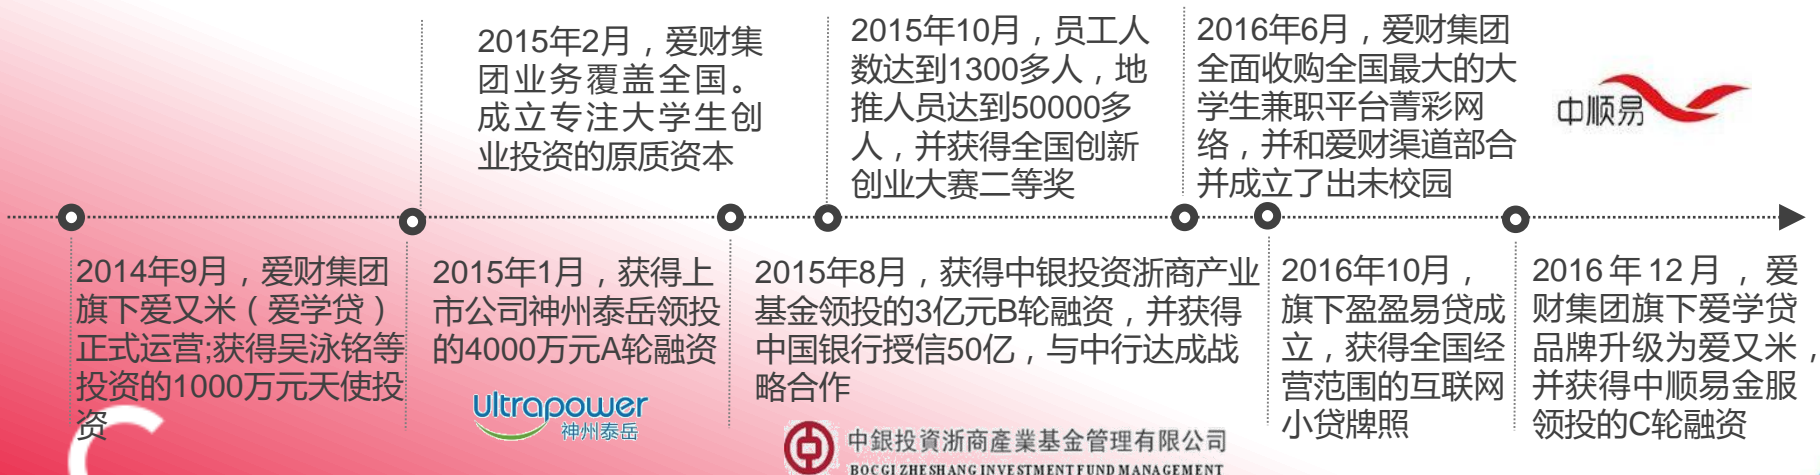 2015年2月，爱财集
团业务覆盖全国。
成立专注大学生创
业投资的原质资本
2015年10月，员工人
数达到1300多人，地
推人员达到50000多
人，并获得全国创新
创业大赛二等奖
2016年6月，爱财集团
全面收购全国最大的大
学生兼职平台菁彩网
络，并和爱财渠道部合
并成立了出未校园
中顺易
2014年9月，爱财集团
旗下爱又米（爱学贷）
正式运营;获得吴泳铭等
投资的1000万元天使投
资
2015年1月，获得上
市公司神州泰岳领投
的4000万元A轮融资
Ultrapower
神州泰岳
2015年8月，获得中银投资浙商产业
基金领投的3亿元B轮融资，并获得
中国银行授信50亿，与中行达成战
略合作
中銀投資浙商產業基金管理有限公司
BOCGI ZHESHANG INVESTMENT FUND MANAGEMENT
2016年10月，
旗下盈盈易贷成
立，获得全国经
营范围的互联网
小贷牌照
2016年12月，爱
财集团旗下爱学贷
品牌升级为爱又米，
并获得中顺易金服
领投的C轮融资